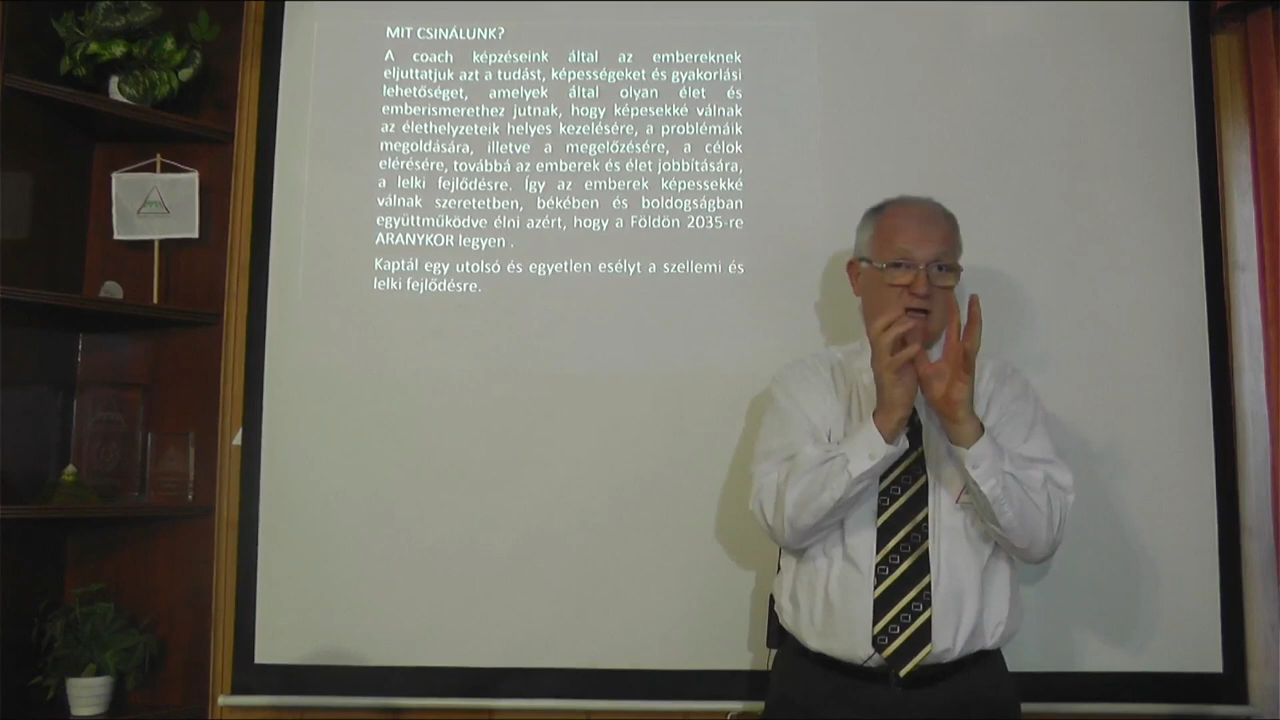 MIT CSINÁLUNK?
A coach képzéseink által az embereknek
eljuttatjuk azt a tudást, képességeket és gyakorlási
lehetőséget, amelyek által olyan élet és
emberismerethez jutnak, hogy képesekké válnak
az élethelyzeteik helyes kezelésére, a problémáik
megoldására, illetve a megelőzésére, a célok
elérésére, továbbá az emberek és élet jobbítására,
a lelki fejlődésre. Így az emberek képessekké
válnak szeretetben, békében és boldogságban
együttműködve élni azért, hogy a Földön 2035-re
ARANYKOR legyen .
Kaptál egy utolsó és egyetlen esélyt a szellemi és
lelki fejlődésre.